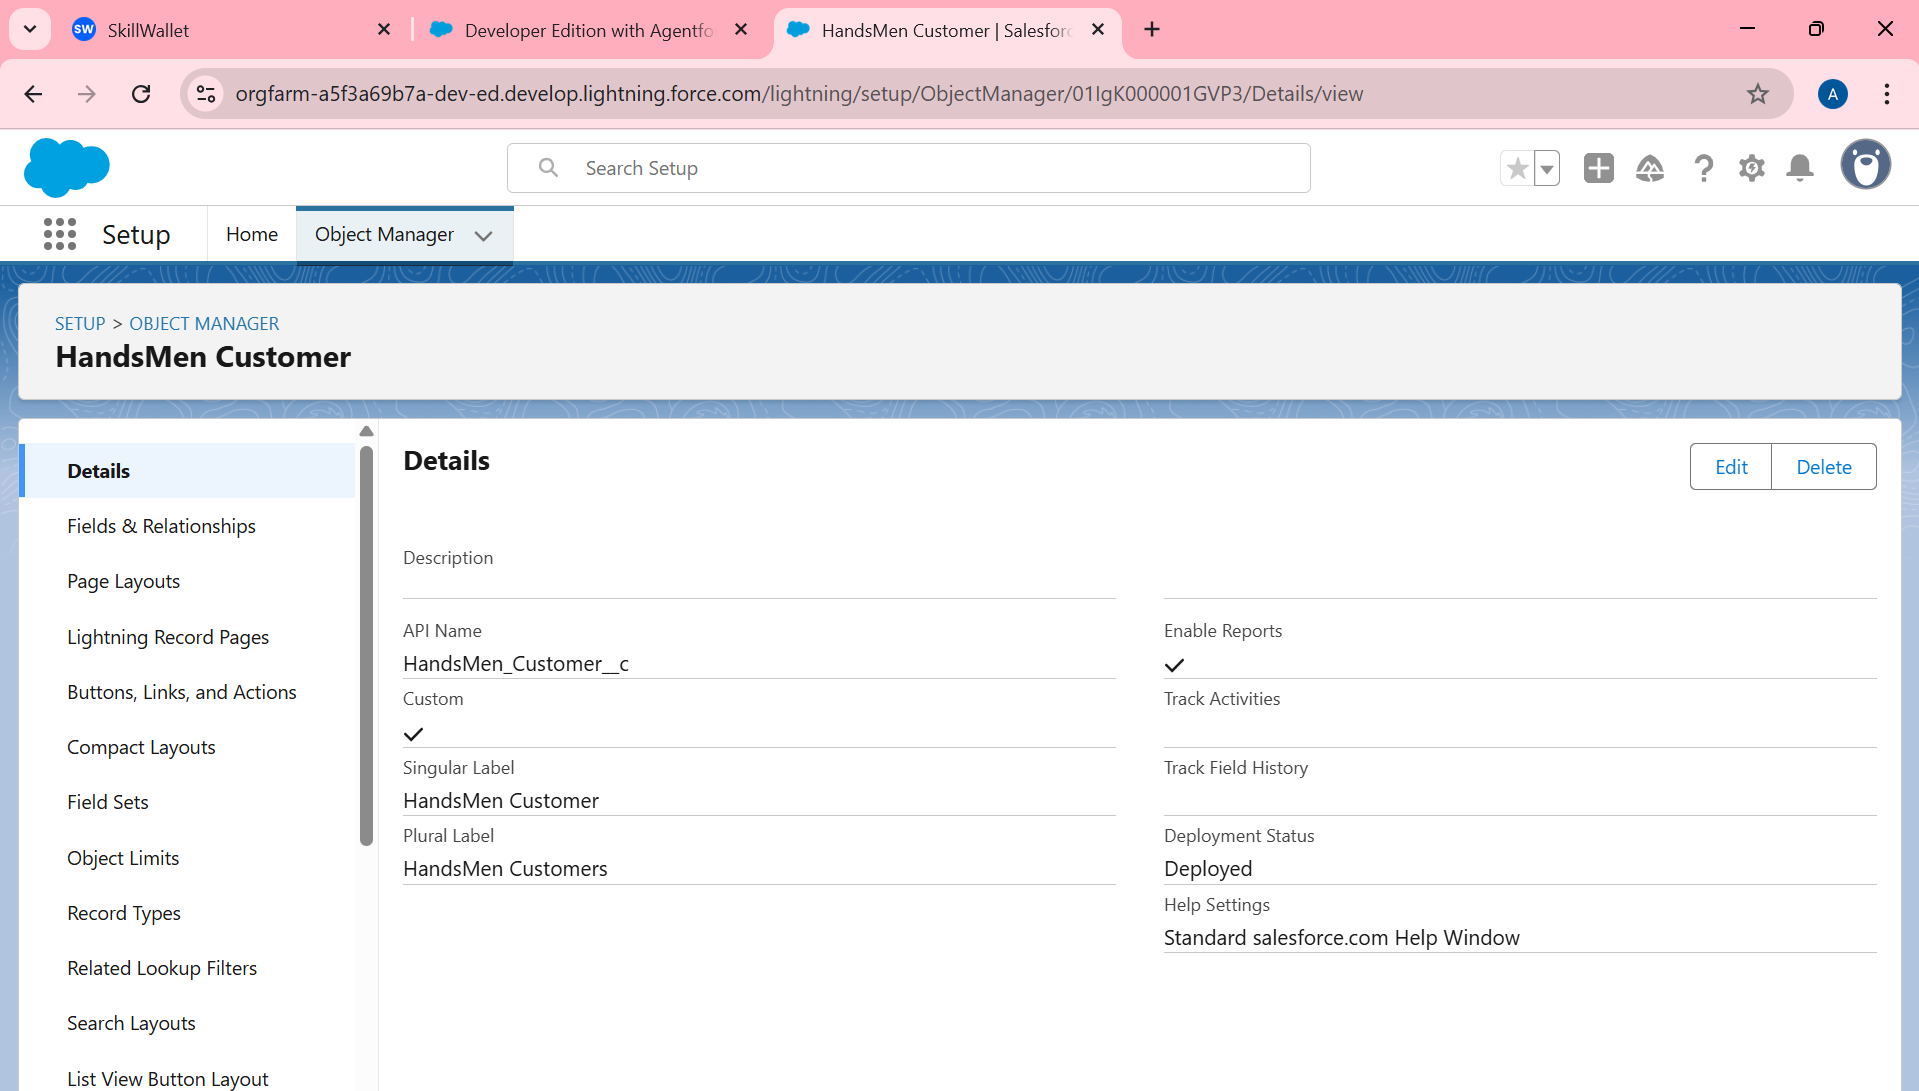 SW SkillWallet
Developer Edition with Agentfo
HandsMen Customer | Salesforc
orgfarm-a5f3a69b7a-dev-ed.develop.lightning.force.com/lightning/setup/ObjectManager/01IgK000001GVP3/Details/view
A
Search Setup
Setup
Home
Object Manager
SETUP > OBJECT MANAGER
HandsMen Customer
Details
Fields & Relationships
Page Layouts
Lightning Record Pages
Buttons, Links, and Actions
Compact Layouts
Field Sets
Object Limits
Record Types
Related Lookup Filters
Search Layouts
List View Button Layout
Details
Edit
Delete
Description
API Name
HandsMen_Customer__c
Custom
Singular Label
HandsMen Customer
Plural Label
HandsMen Customers
Enable Reports
Track Activities
Track Field History
Deployment Status
Deployed
Help Settings
Standard salesforce.com Help Window